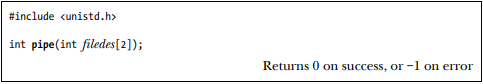 #include <unistd.h>
int pipe(int filedes[2]);
Returns 0 on success, or −1 on error